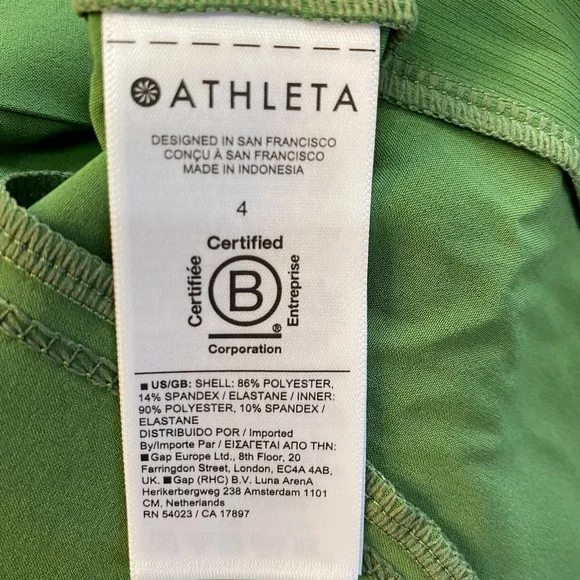 ATHLETA
DESIGNED IN SAN FRANCISCO
CONÇU À SAN FRANCISCO
MADE IN INDONESIA
4
Certified
Certifiée
B
Entreprise
®
Corporation
■ US/GB: SHELL: 86% POLYESTER,
14% SPANDEX / ELASTANE / INNER:
90% POLYESTER, 10% SPANDEX /
ELASTANE
DISTRIBUIDO POR / Imported
By/Importe Par / ΕΙΣΑΓΕΤΑΙ ΑΠΟ ΤΗΝ:
■ Gap Europe Ltd., 8th Floor, 20
Farringdon Street, London, EC4A 4AB,
UK. ■ Gap (RHC) B.V. Luna ArenA
Herikerbergweg 238 Amsterdam 1101
CM, Netherlands
RN 54023 / CA 17897